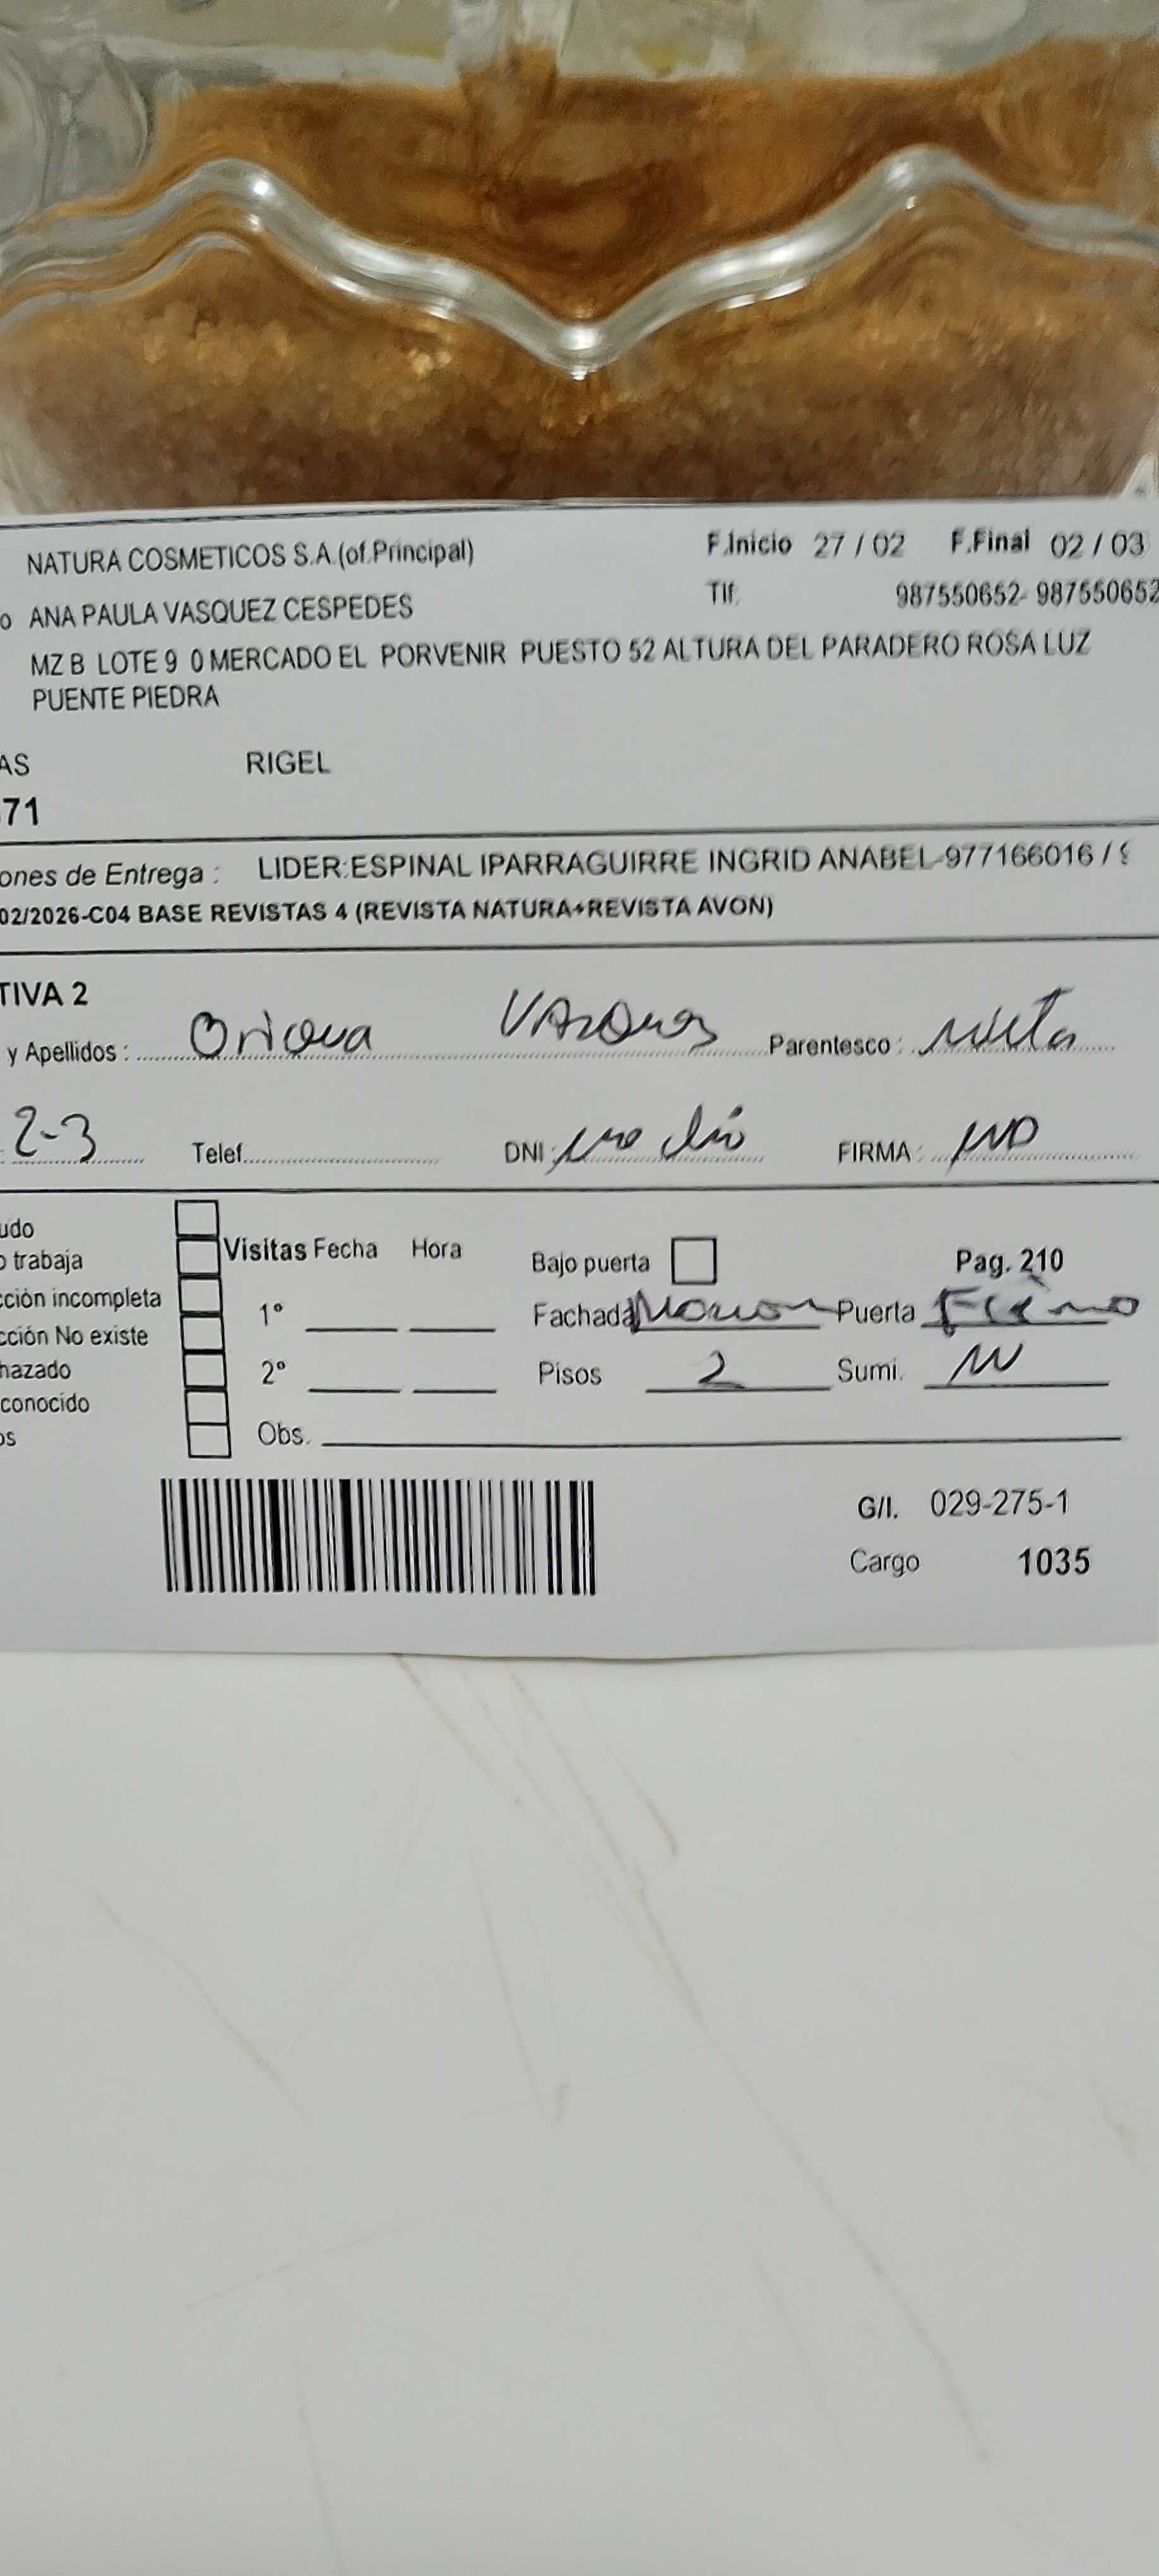 NATURA COSMETICOS S.A.(of.Principal) F.Inicio 27 / 02 F.Final 02 / 03
o ANA PAULA VASQUEZ CESPEDES Tlf. 987550652- 987550652
MZ B LOTE 9 0 MERCADO EL PORVENIR PUESTO 52 ALTURA DEL PARADERO ROSA LUZ
PUENTE PIEDRA
AS RIGEL
71
ones de Entrega : LIDER:ESPINAL IPARRAGUIRRE INGRID ANABEL-977166016 /
02/2026-C04 BASE REVISTAS 4 (REVISTA NATURA+REVISTA AVON)
TIVA 2
y Apellidos : Parentesco : Nieta
2-3 Telef. DNI: no dio FIRMA : NO
udo
Visitas Fecha Hora Bajo puerta Pag. 210
o trabaja
cción incompleta 1° Fachada Puerta
cción No existe
hazado 2° Pisos 2 Sumi.
conocido
os Obs.
G/I. 029-275-1
Cargo 1035